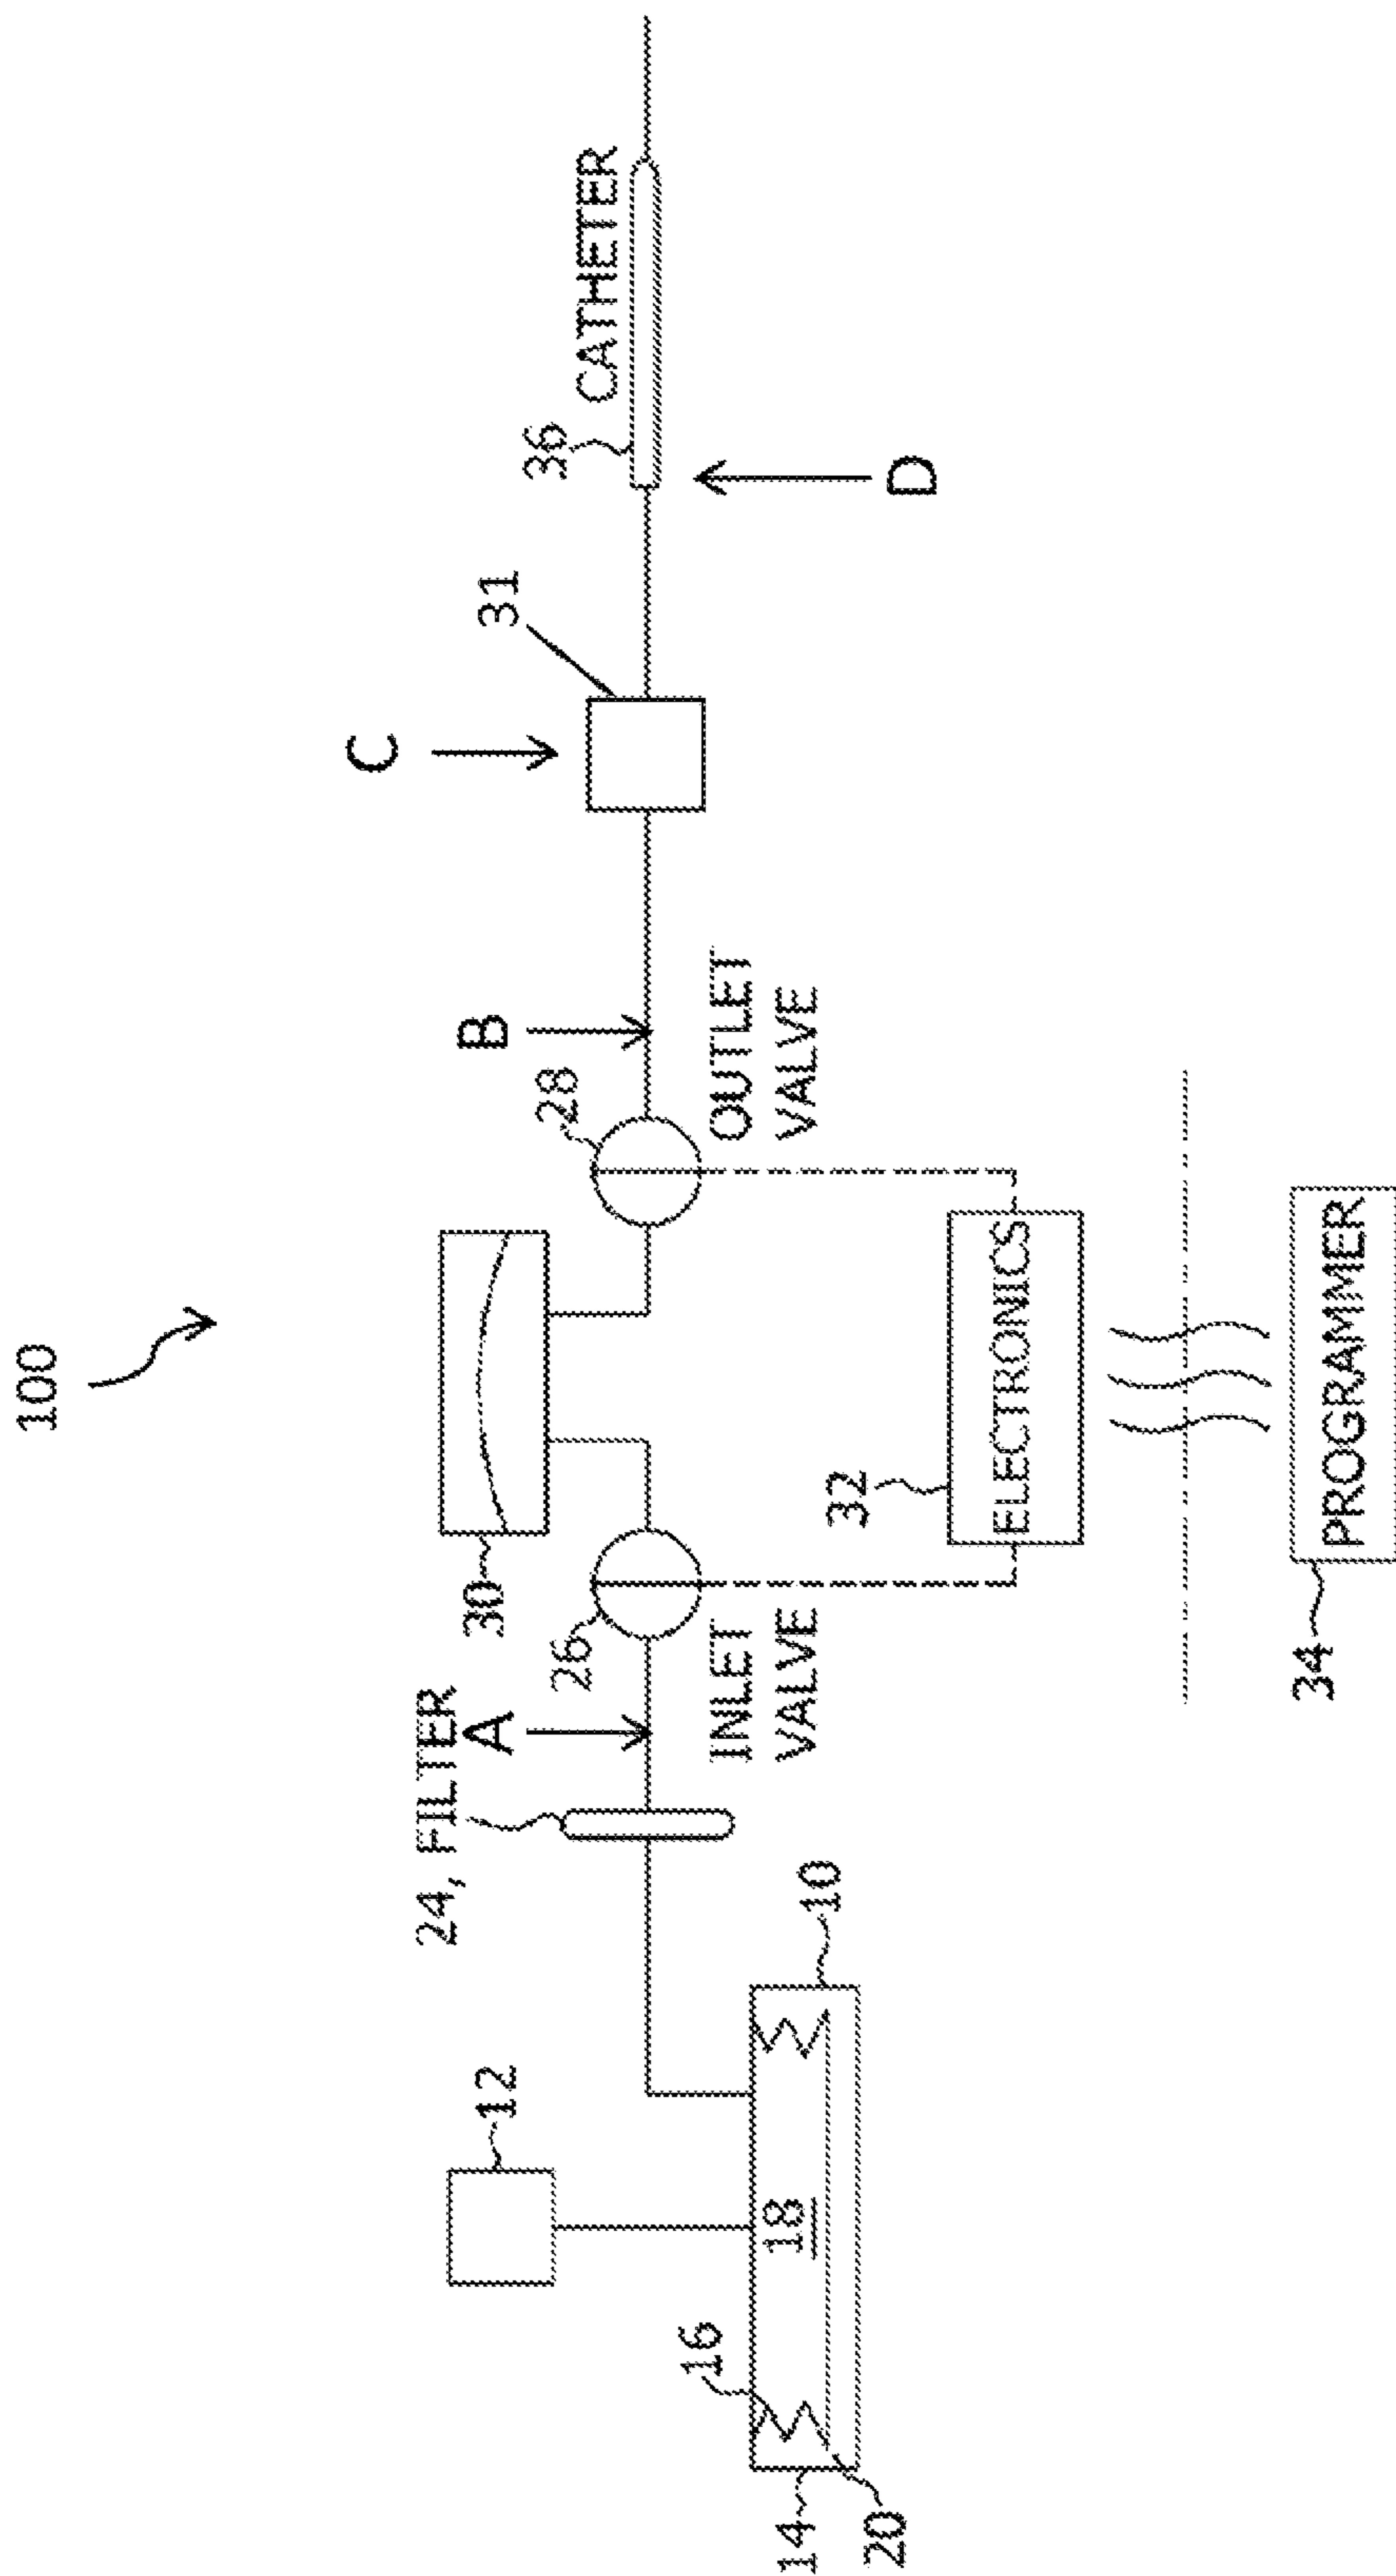 100
12
16
18
14
20
10
24, FILTER
A
26
INLET
VALVE
30
28
B
OUTLET
VALVE
32
ELECTRONICS
34
PROGRAMMER
C
31
36
CATHETER
D